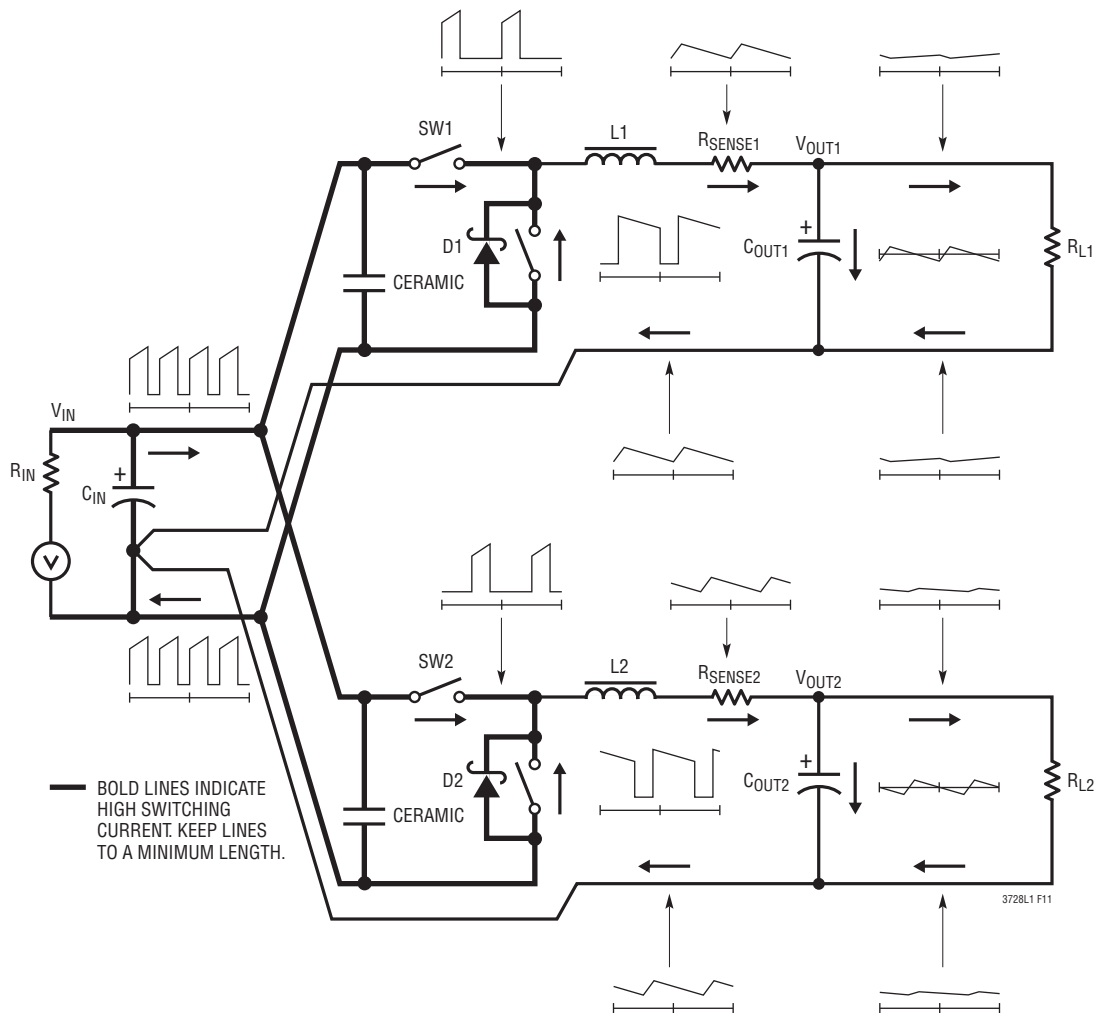 SW1
L1
RSENSE1
VOUT1
D1
CERAMIC
COUT1
RL1
VIN
RIN
CIN
+
+
V
SW2
L2
RSENSE2
VOUT2
D2
CERAMIC
+
COUT2
RL2
BOLD LINES INDICATE
HIGH SWITCHING
CURRENT. KEEP LINES
TO A MINIMUM LENGTH.
3728L1 F11